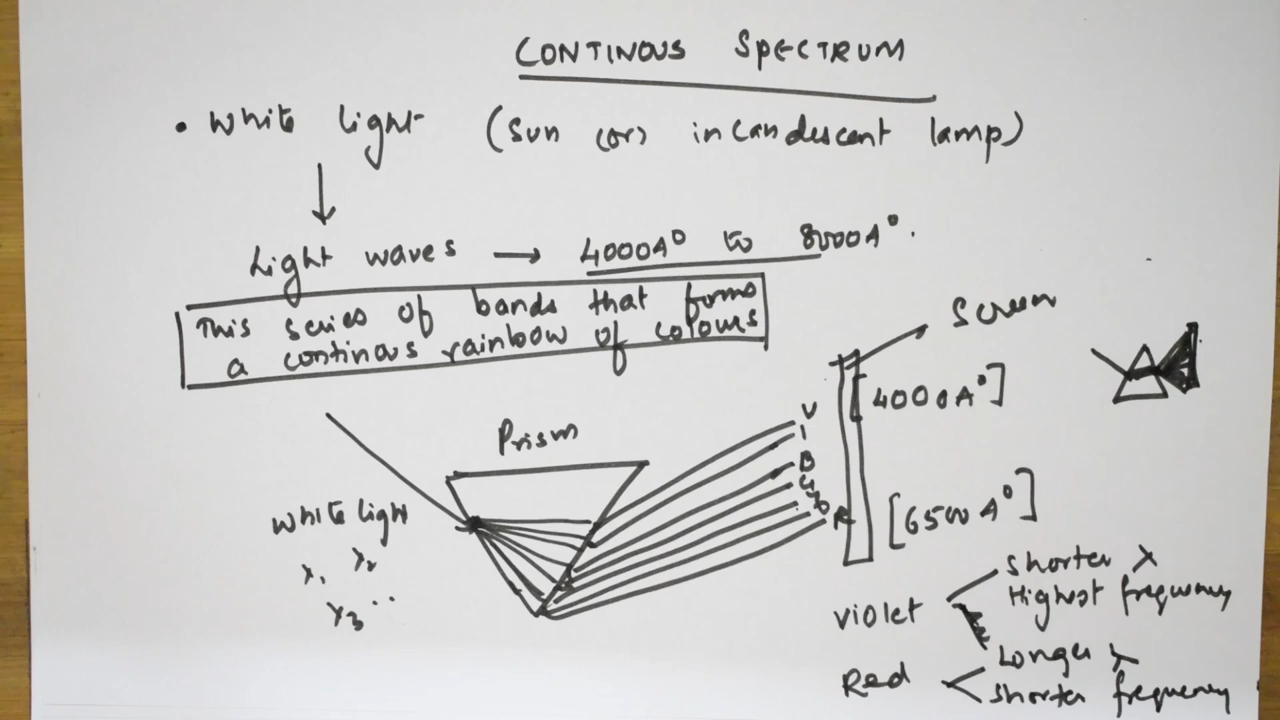 CONTINOUS SPECTRUM
• White light (Sun (or) incandescent lamp)
Light waves → 4000A° to 8000A°.
This series of bands that forms
a continous rainbow of colours
Screen
Prism
[4000A°]
V
I
B
G
Y
O
R
White light
λ1 λ2
λ3 ..
[6500A°]
Violet
Shorter λ
Highest frequency
Red
Longer λ
Shorter frequency